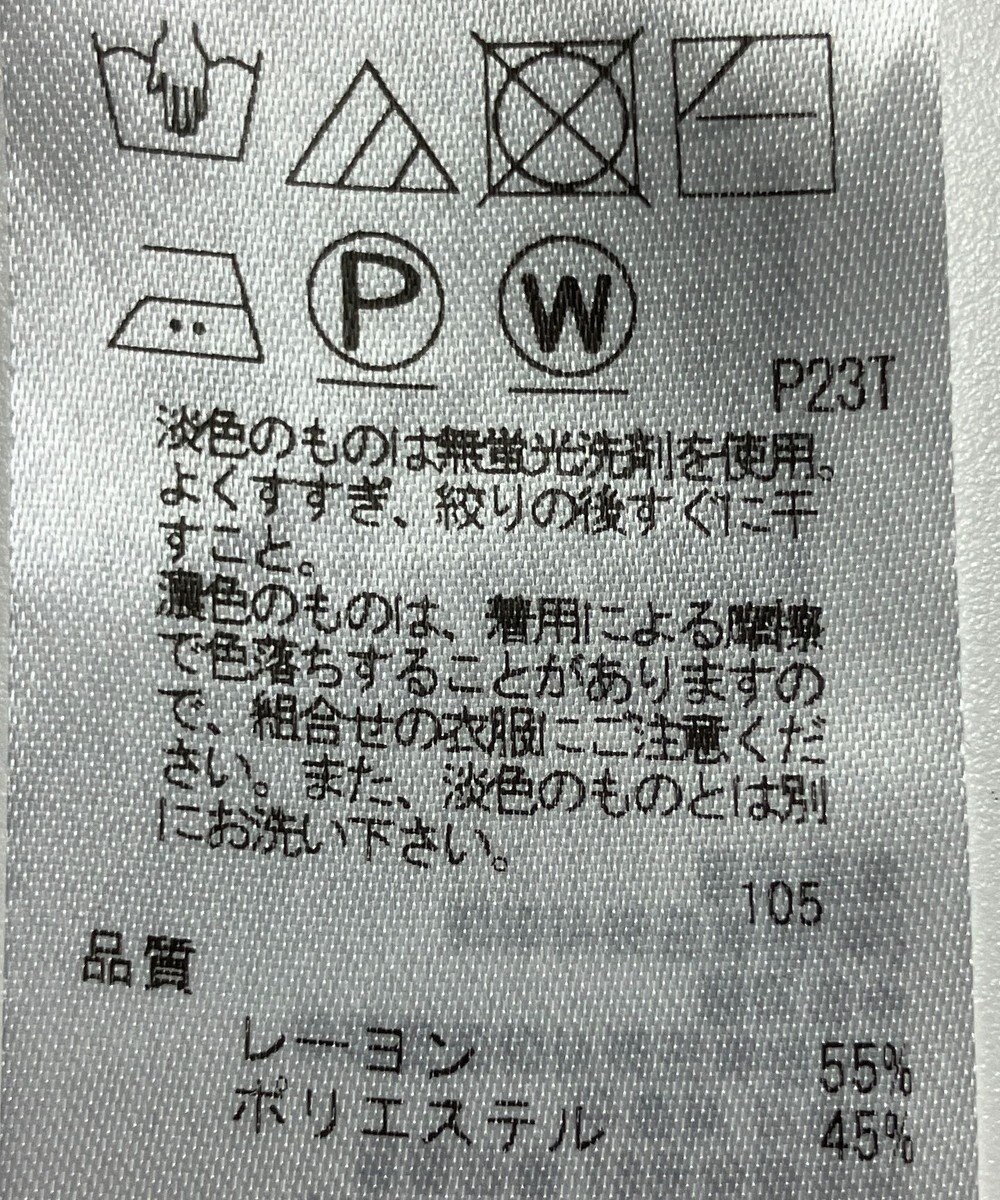 P W
P23T
淡色のものは無蛍光洗剤を使用。
よくすすぎ、絞りの後すぐに干
すこと。
濃色のものは、着用による摩擦
で色落ちすることがありますの
で、組合せの衣服にご注意くだ
さい。また、淡色のものとは別
にお洗い下さい。
105
品質
レーヨン 55%
ポリエステル 45%